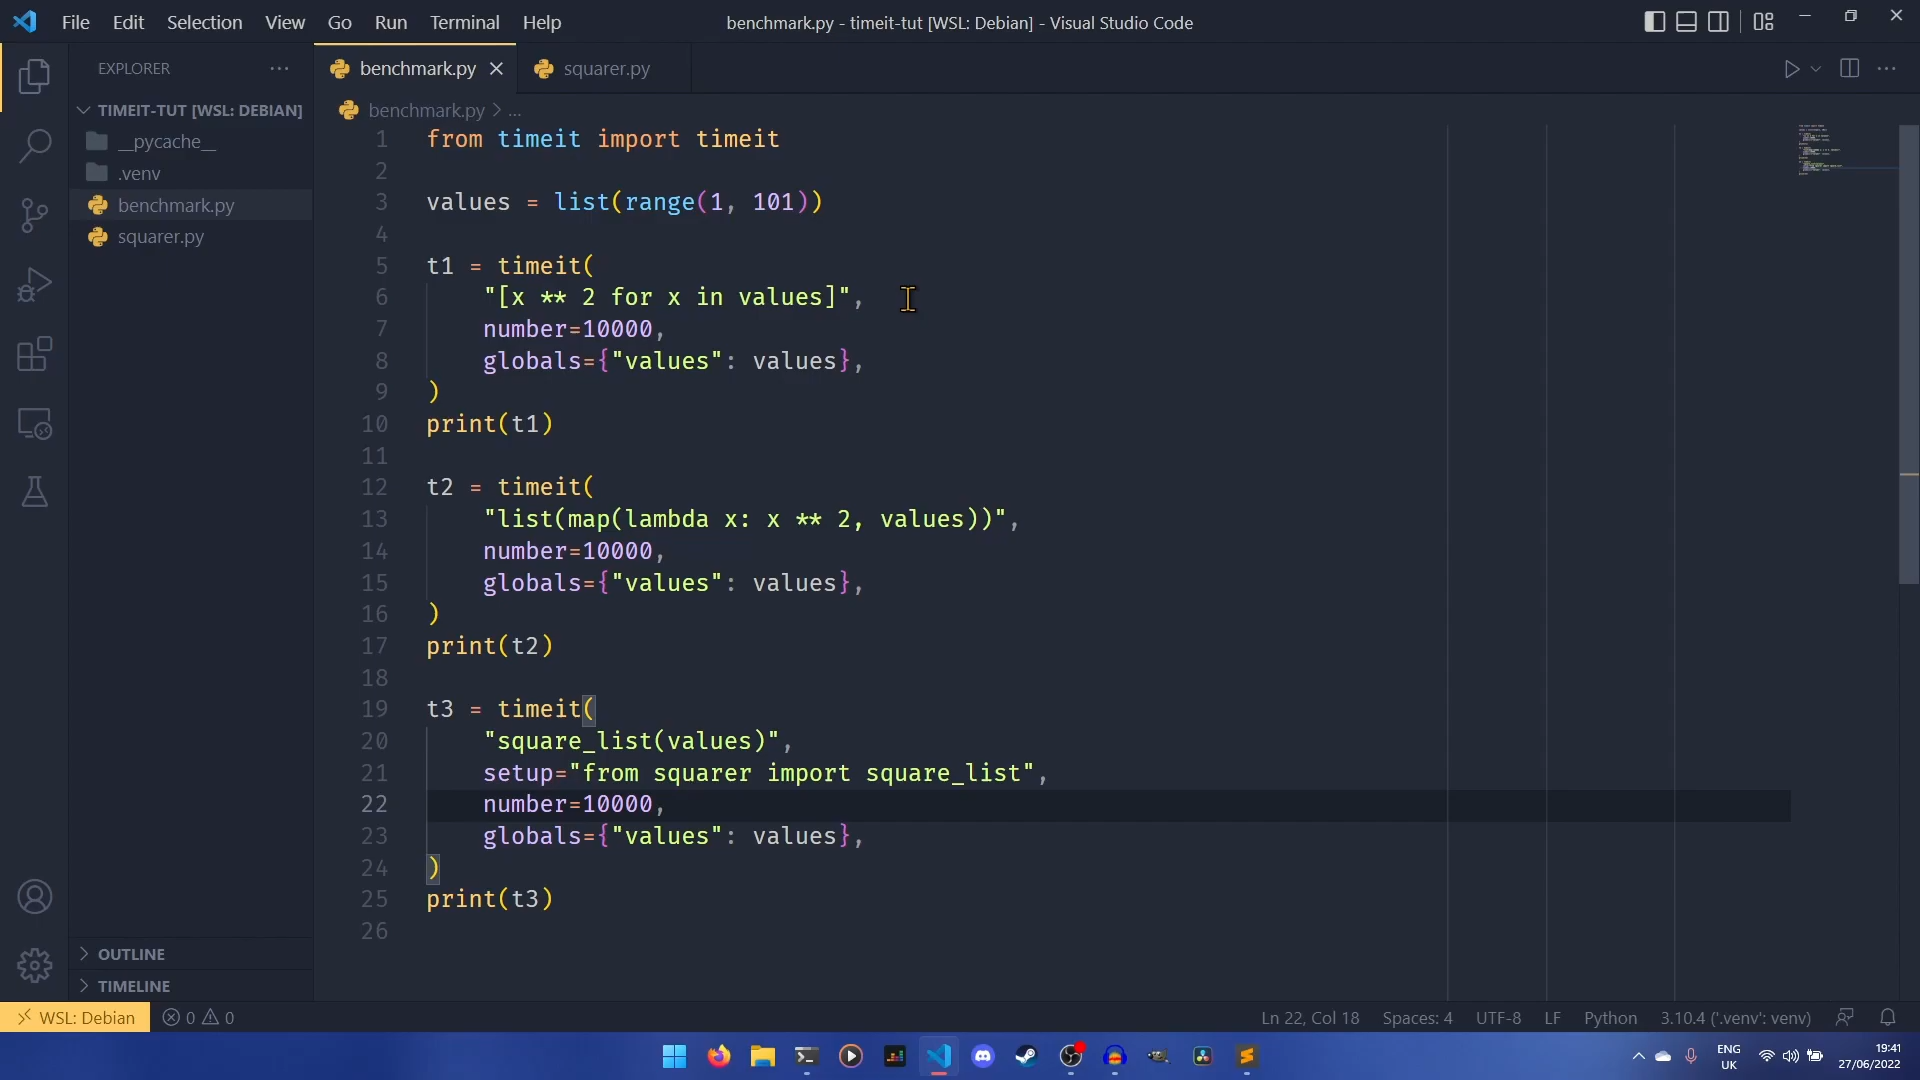 File Edit Selection View Go Run Terminal Help
benchmark.py - timeit-tut [WSL: Debian] - Visual Studio Code
EXPLORER
TIMEIT-TUT [WSL: DEBIAN]
__pycache__
.venv
benchmark.py
squarer.py
OUTLINE
TIMELINE
benchmark.py
squarer.py
benchmark.py > ...
1 from timeit import timeit
2
3 values = list(range(1, 101))
4
5 t1 = timeit(
6 "[x ** 2 for x in values]",
7 number=10000,
8 globals={"values": values},
9 )
10 print(t1)
11
12 t2 = timeit(
13 "list(map(lambda x: x ** 2, values))",
14 number=10000,
15 globals={"values": values},
16 )
17 print(t2)
18
19 t3 = timeit(
20 "square_list(values)",
21 setup="from squarer import square_list",
22 number=10000,
23 globals={"values": values},
24 )
25 print(t3)
26
WSL: Debian 0 0
Ln 22, Col 18 Spaces: 4 UTF-8 LF Python 3.10.4 ('.venv': venv)
ENG
UK
19:41
27/06/2022